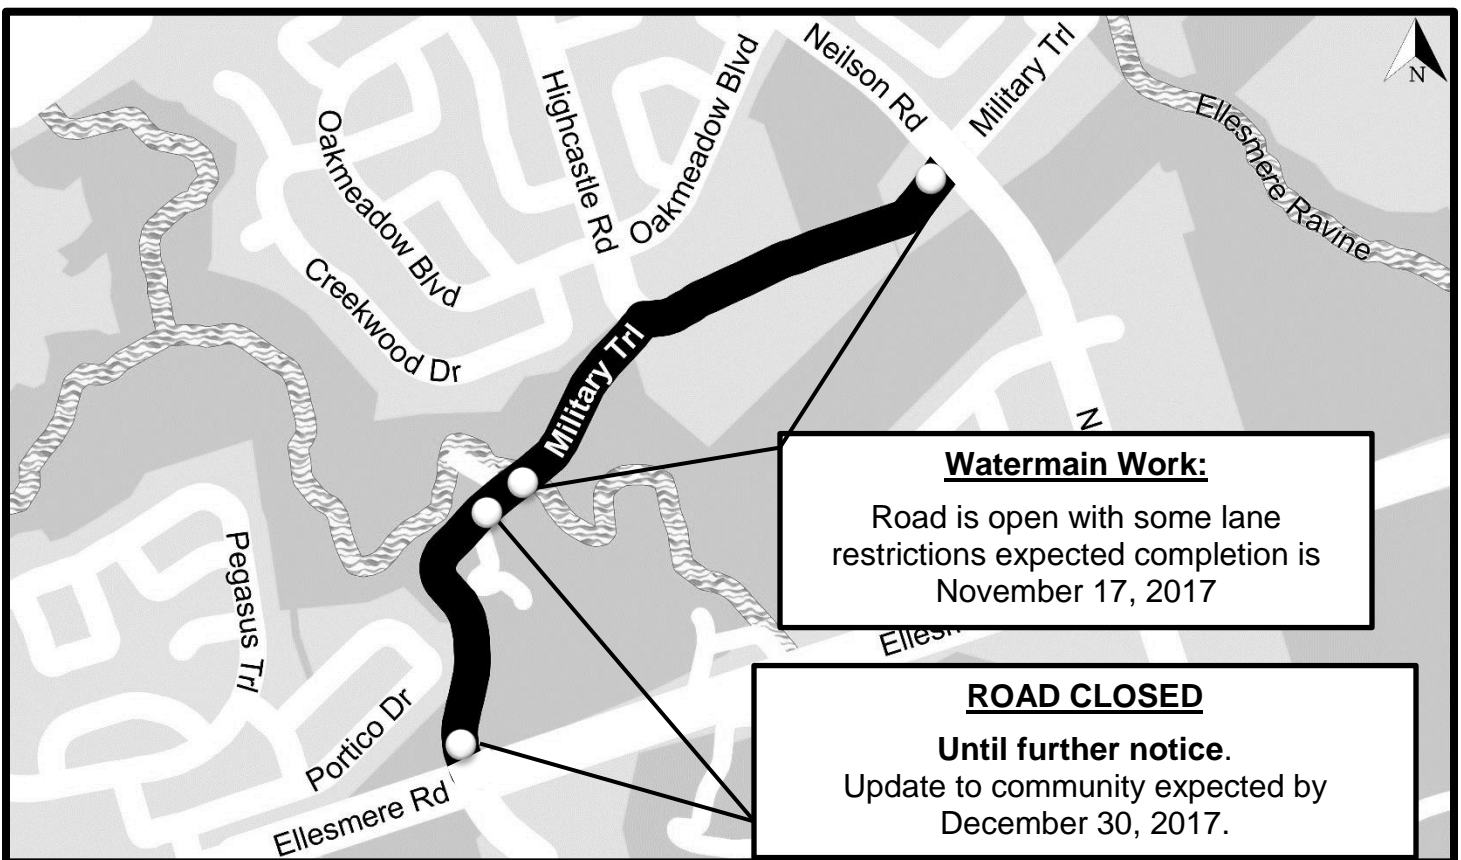 Neilson Rd
Military Trl
N
Ellesmere Ravine
Highcastle Rd
Oakmeadow Blvd
Oakmeadow Blvd
Creekwood Dr
Military Trl
N
Watermain Work:
Road is open with some lane
restrictions expected completion is
November 17, 2017
Pegasus Trl
Portico Dr
Ellesmere Rd
ROAD CLOSED
Until further notice.
Update to community expected by
December 30, 2017.